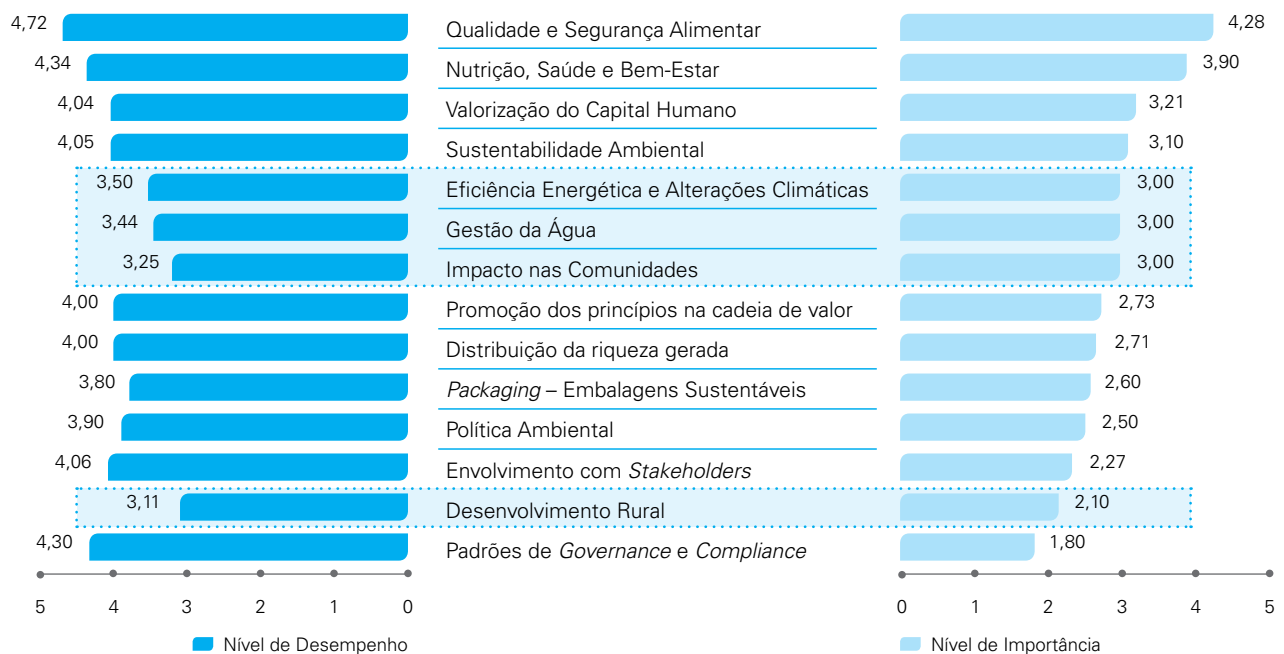 4,72 Qualidade e Segurança Alimentar 4,28
4,34 Nutrição, Saúde e Bem-Estar 3,90
4,04 Valorização do Capital Humano 3,21
4,05 Sustentabilidade Ambiental 3,10
3,50 Eficiência Energética e Alterações Climáticas 3,00
3,44 Gestão da Água 3,00
3,25 Impacto nas Comunidades 3,00
4,00 Promoção dos princípios na cadeia de valor 2,73
4,00 Distribuição da riqueza gerada 2,71
3,80 Packaging – Embalagens Sustentáveis 2,60
3,90 Política Ambiental 2,50
4,06 Envolvimento com Stakeholders 2,27
3,11 Desenvolvimento Rural 2,10
4,30 Padrões de Governance e Compliance 1,80
5 4 3 2 1 0 0 1 2 3 4 5
Nível de Desempenho Nível de Importância